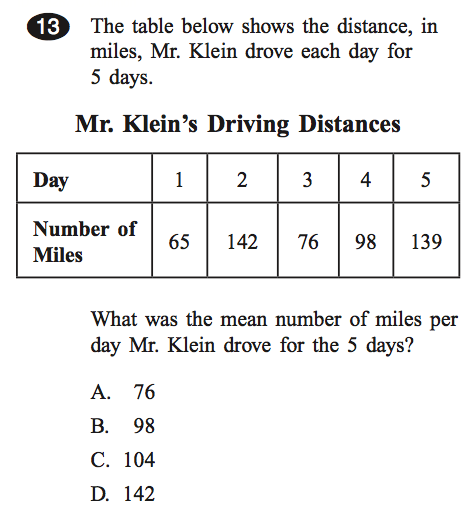 13 The table below shows the distance, in
miles, Mr. Klein drove each day for
5 days.
Mr. Klein’s Driving Distances
Day 1 2 3 4 5
Number of
Miles 65 142 76 98 139
What was the mean number of miles per
day Mr. Klein drove for the 5 days?
A. 76
B. 98
C. 104
D. 142